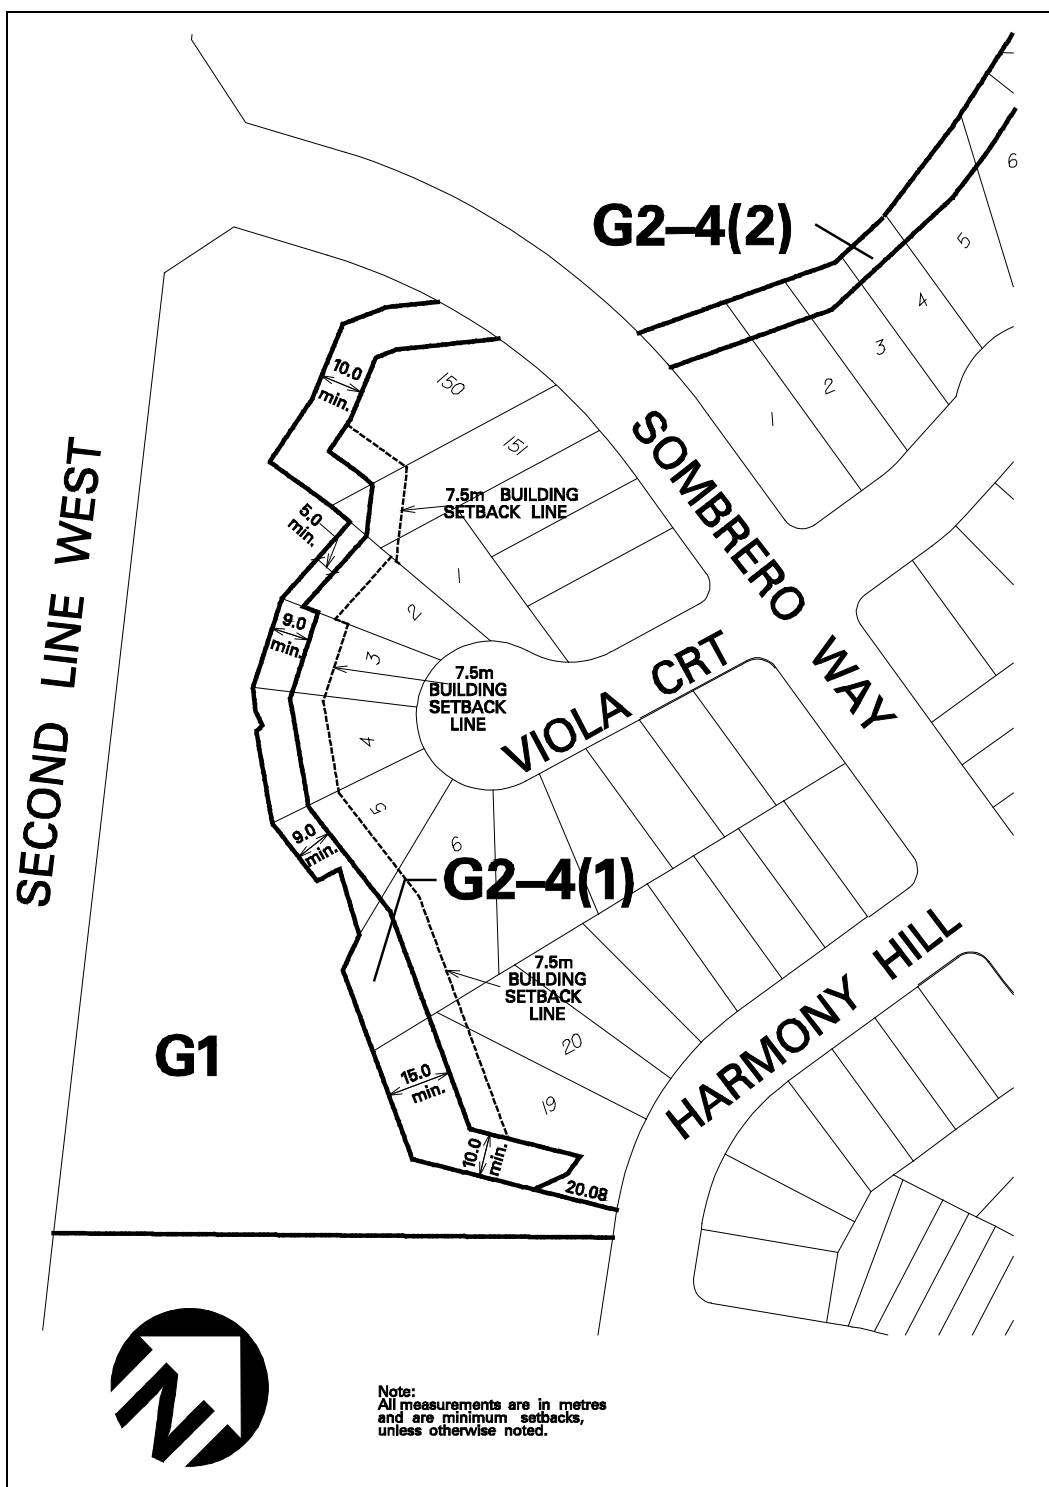 G2–4(2)
6
5
4
3
2
1
10.0
min.
150
151
SOMBRERO WAY
SECOND LINE WEST
7.5m BUILDING
SETBACK LINE
5.0
min.
1
2
9.0
min.
3
7.5m
BUILDING
SETBACK
LINE
VIOLA CRT
4
5
9.0
min.
6
G2–4(1)
7.5m
BUILDING
SETBACK
LINE
HARMONY HILL
G1
20
15.0
min.
19
10.0
min.
20.08
N
Note:
All measurements are in metres
and are minimum setbacks,
unless otherwise noted.